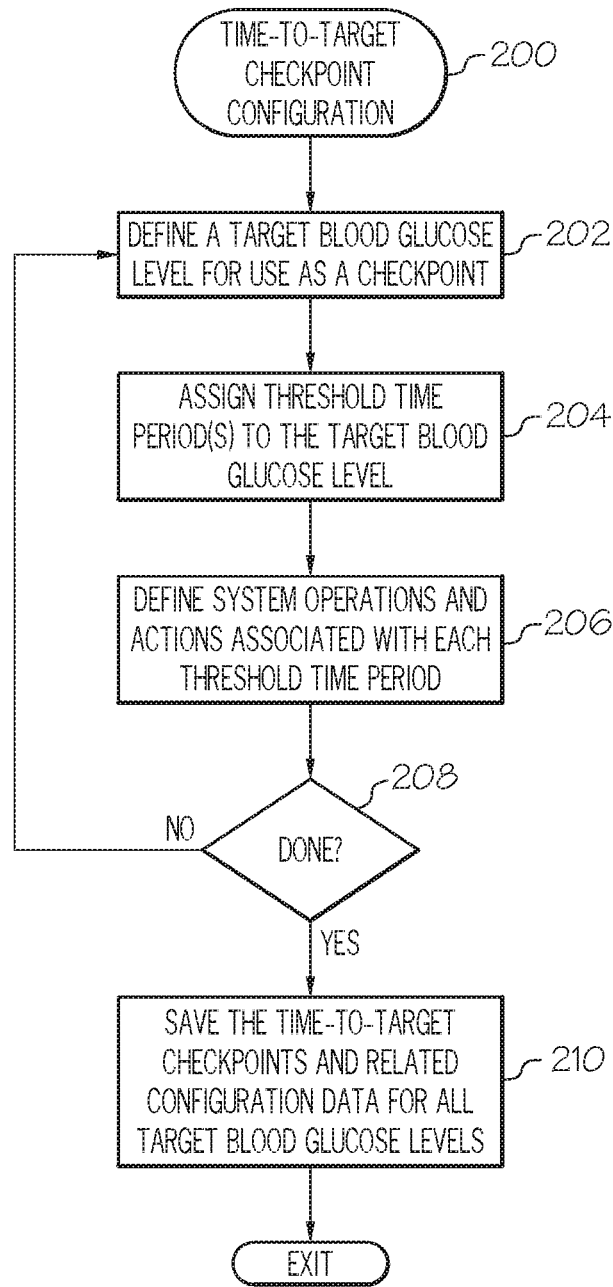 TIME-TO-TARGET
CHECKPOINT
CONFIGURATION
200
DEFINE A TARGET BLOOD GLUCOSE
LEVEL FOR USE AS A CHECKPOINT
202
ASSIGN THRESHOLD TIME
PERIOD(S) TO THE TARGET BLOOD
GLUCOSE LEVEL
204
DEFINE SYSTEM OPERATIONS AND
ACTIONS ASSOCIATED WITH EACH
THRESHOLD TIME PERIOD
206
208
NO
DONE?
YES
SAVE THE TIME-TO-TARGET
CHECKPOINTS AND RELATED
CONFIGURATION DATA FOR ALL
TARGET BLOOD GLUCOSE LEVELS
210
EXIT